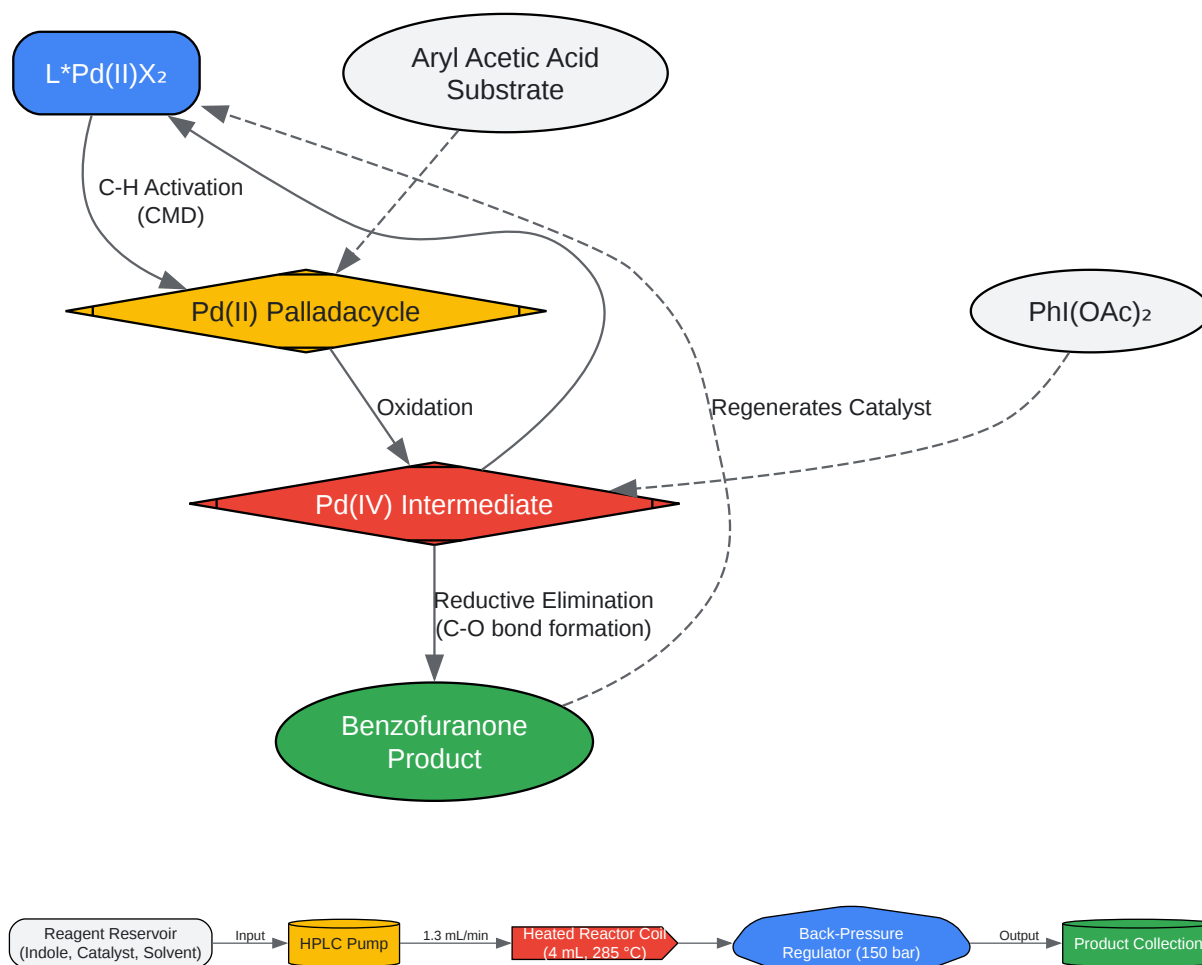 L*Pd(II)X₂
Aryl Acetic Acid
Substrate
C-H Activation
(CMD)
Pd(II) Palladacycle
PhI(OAc)₂
Oxidation
Regenerates Catalyst
Pd(IV) Intermediate
Reductive Elimination
(C-O bond formation)
Benzofuranone
Product
Reagent Reservoir
(Indole, Catalyst, Solvent)
Input
HPLC Pump
1.3 mL/min
Heated Reactor Coil
(4 mL, 285 °C)
Back-Pressure
Regulator (150 bar)
Output
Product Collection